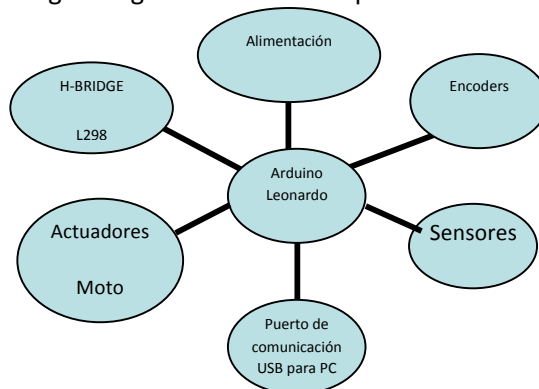 Alimentación
H-BRIDGE
L298
Encoders
Arduino
Leonardo
Actuadores
Moto
Sensores
Puerto de
comunicación
USB para PC